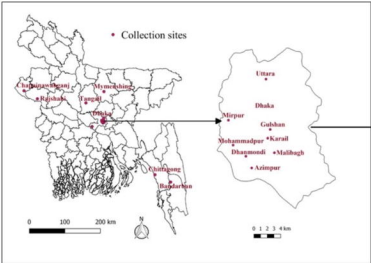 Collection sites
Chapainawabganj
Rajshahi
Mymenshing
Tangail
Dhaka
Chittagong
Bandarban
0 100 200 km
N
Uttara
Dhaka
Mirpur
Gulshan
Karail
Mohammadpur
Malibagh
Dhanmondi
Azimpur
0 1 2 3 4 km